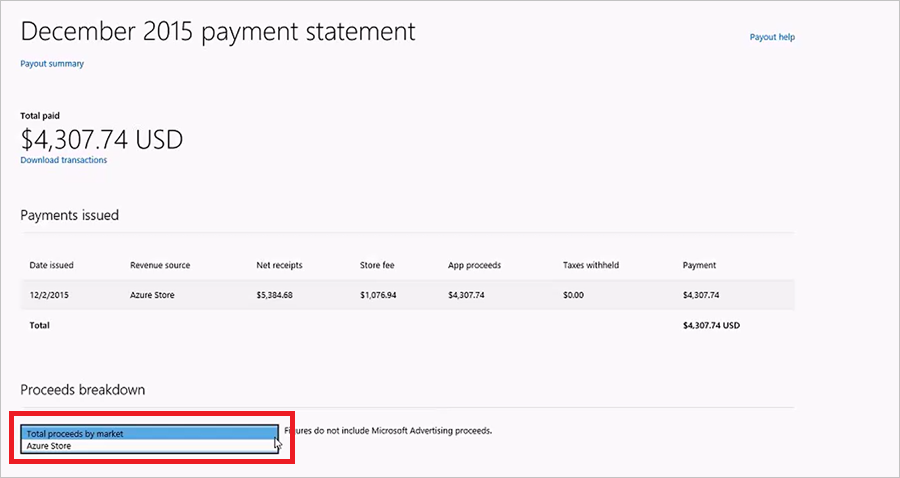 December 2015 payment statement
Payout help
Payout summary
Total paid
$4,307.74 USD
Download transactions
Payments issued
Date issued Revenue source Net receipts Store fee App proceeds Taxes withheld Payment
12/2/2015 Azure Store $5,384.68 $1,076.94 $4,307.74 $0.00 $4,307.74
Total $4,307.74 USD
Proceeds breakdown
Total proceeds by market
Azure Store
do not include Microsoft Advertising proceeds.